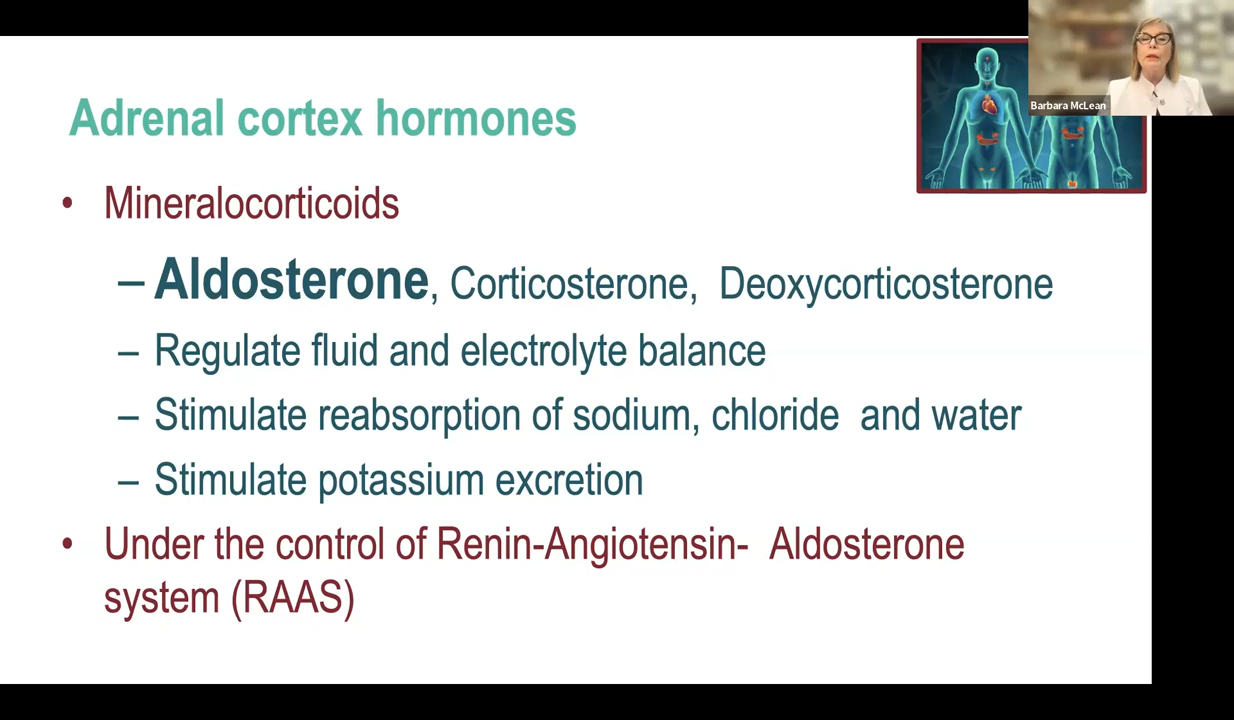 Barbara McLean
Adrenal cortex hormones
• Mineralocorticoids
– Aldosterone, Corticosterone, Deoxycorticosterone
– Regulate fluid and electrolyte balance
– Stimulate reabsorption of sodium, chloride and water
– Stimulate potassium excretion
• Under the control of Renin-Angiotensin- Aldosterone
system (RAAS)